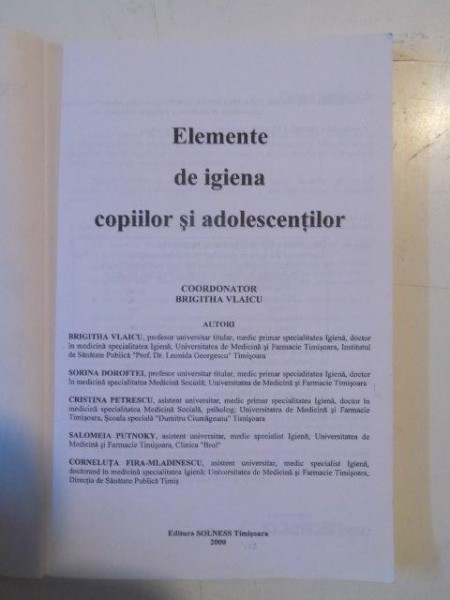 Elemente
de igiena
copiilor și adolescenților
COORDONATOR
BRIGITHA VLAICU
AUTORI
BRIGITHA VLAICU, profesor universitar titular, medic primar specialitatea Igienă, doctor
în medicină specialitatea Igienă, Universitatea de Medicină și Farmacie Timișoara, Institutul
de Sănătate Publică "Prof. Dr. Leonida Georgescu" Timișoara
SORINA DOROFTEI, profesor universitar titular, medic primar specialitatea Igienă, doctor
în medicină specialitatea Medicină Socială; Universitatea de Medicină și Farmacie Timișoara
CRISTINA PETRESCU, asistent universitar, medic primar specialitatea Igienă, doctor în
medicină specialitatea Medicină Socială, psiholog; Universitatea de Medicină și Farmacie
Timișoara, Școala specială "Dumitru Ciumăgeanu" Timișoara
SALOMEIA PUTNOKY, asistent universitar, medic specialist Igienă; Universitatea de
Medicină și Farmacie Timișoara, Clinica
CORNELUȚA FIRA-MLADINESCU, asistent universitar, medic specialist Igienă,
doctorand în medicină specialitatea Igienă; Universitatea de Medicină și Farmacie Timișoara,
Direcția de Sănătate Publică Timiș
Editura SOLNESS Timișoara
2000